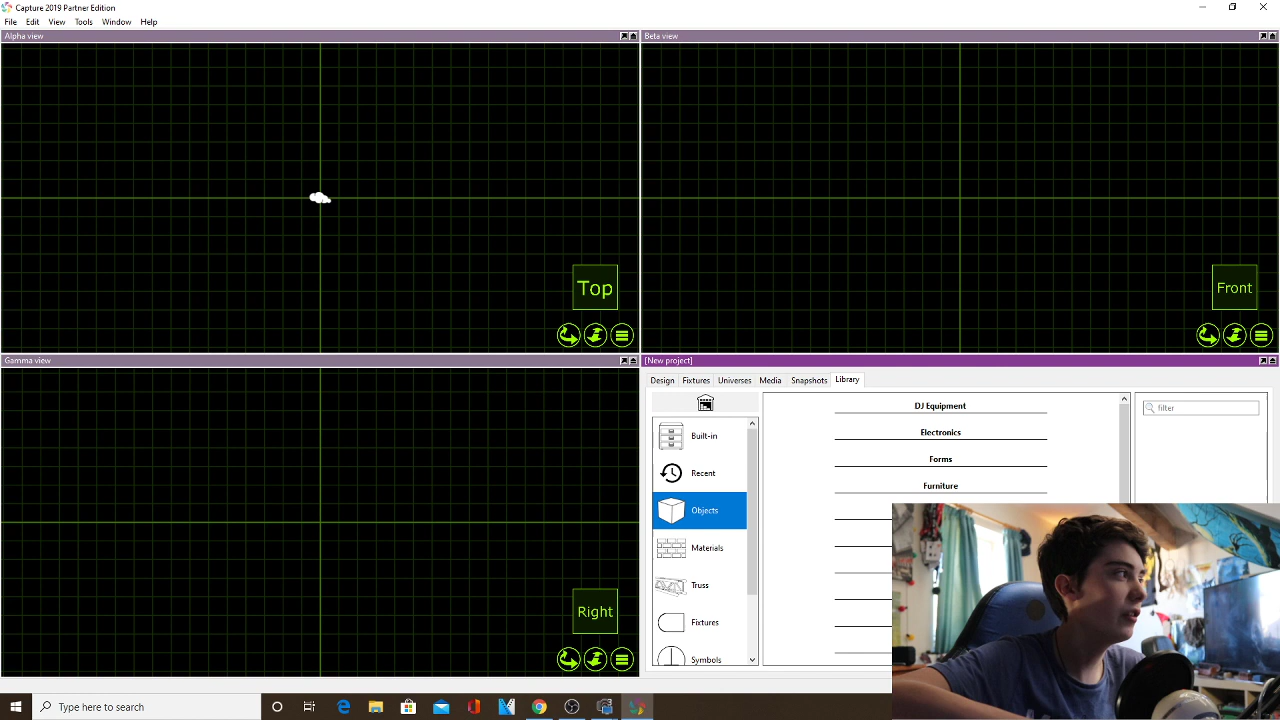 Capture 2019 Partner Edition
File Edit View Tools Window Help
Alpha view
Beta view
Top
Front
Gamma view
[New project]
Design Fixtures Universes Media Snapshots Library
Built-in
Recent
Objects
Materials
Truss
Fixtures
Symbols
DJ Equipment
Electronics
Forms
Furniture
filter
Right
Type here to search